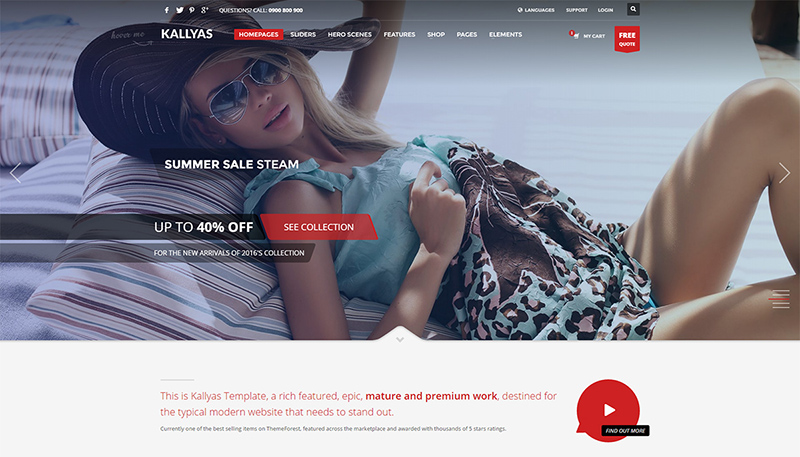 QUESTIONS? CALL: 0900 800 900
LANGUAGES SUPPORT LOGIN
hover me
KALLYAS
HOMEPAGES SLIDERS HERO SCENES FEATURES SHOP PAGES ELEMENTS
MY CART
FREE
QUOTE
SUMMER SALE STEAM
UP TO 40% OFF
SEE COLLECTION
FOR THE NEW ARRIVALS OF 2016'S COLLECTION
This is Kallyas Template, a rich featured, epic, mature and premium work, destined for
the typical modern website that needs to stand out.
Currently one of the best selling items on ThemeForest, featured across the marketplace and awarded with thousands of 5 stars ratings.
FIND OUT MORE